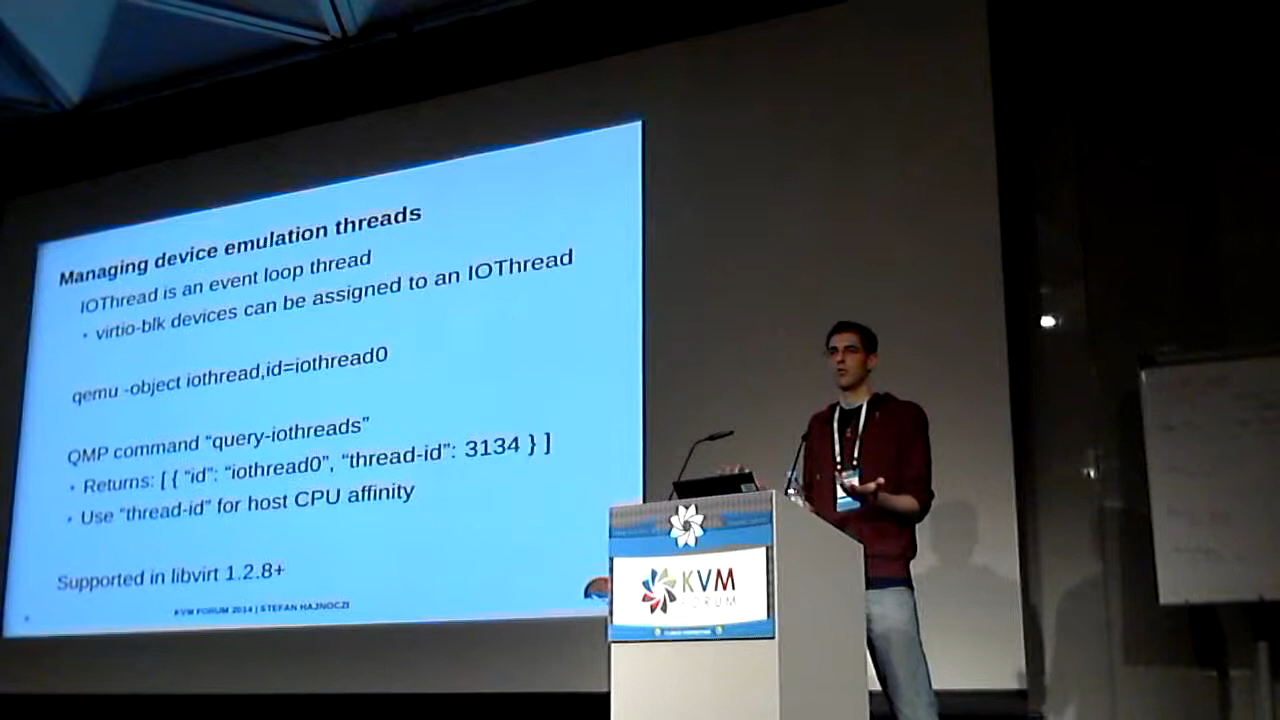 Managing device emulation threads
IOThread is an event loop thread
• virtio-blk devices can be assigned to an IOThread
qemu -object iothread,id=iothread0
QMP command “query-iothreads”
• Returns: [ { “id”: “iothread0”, “thread-id”: 3134 } ]
• Use “thread-id” for host CPU affinity
Supported in libvirt 1.2.8+
KVM FORUM 2014 | STEFAN HAJNOCZI
KVM
FORUM